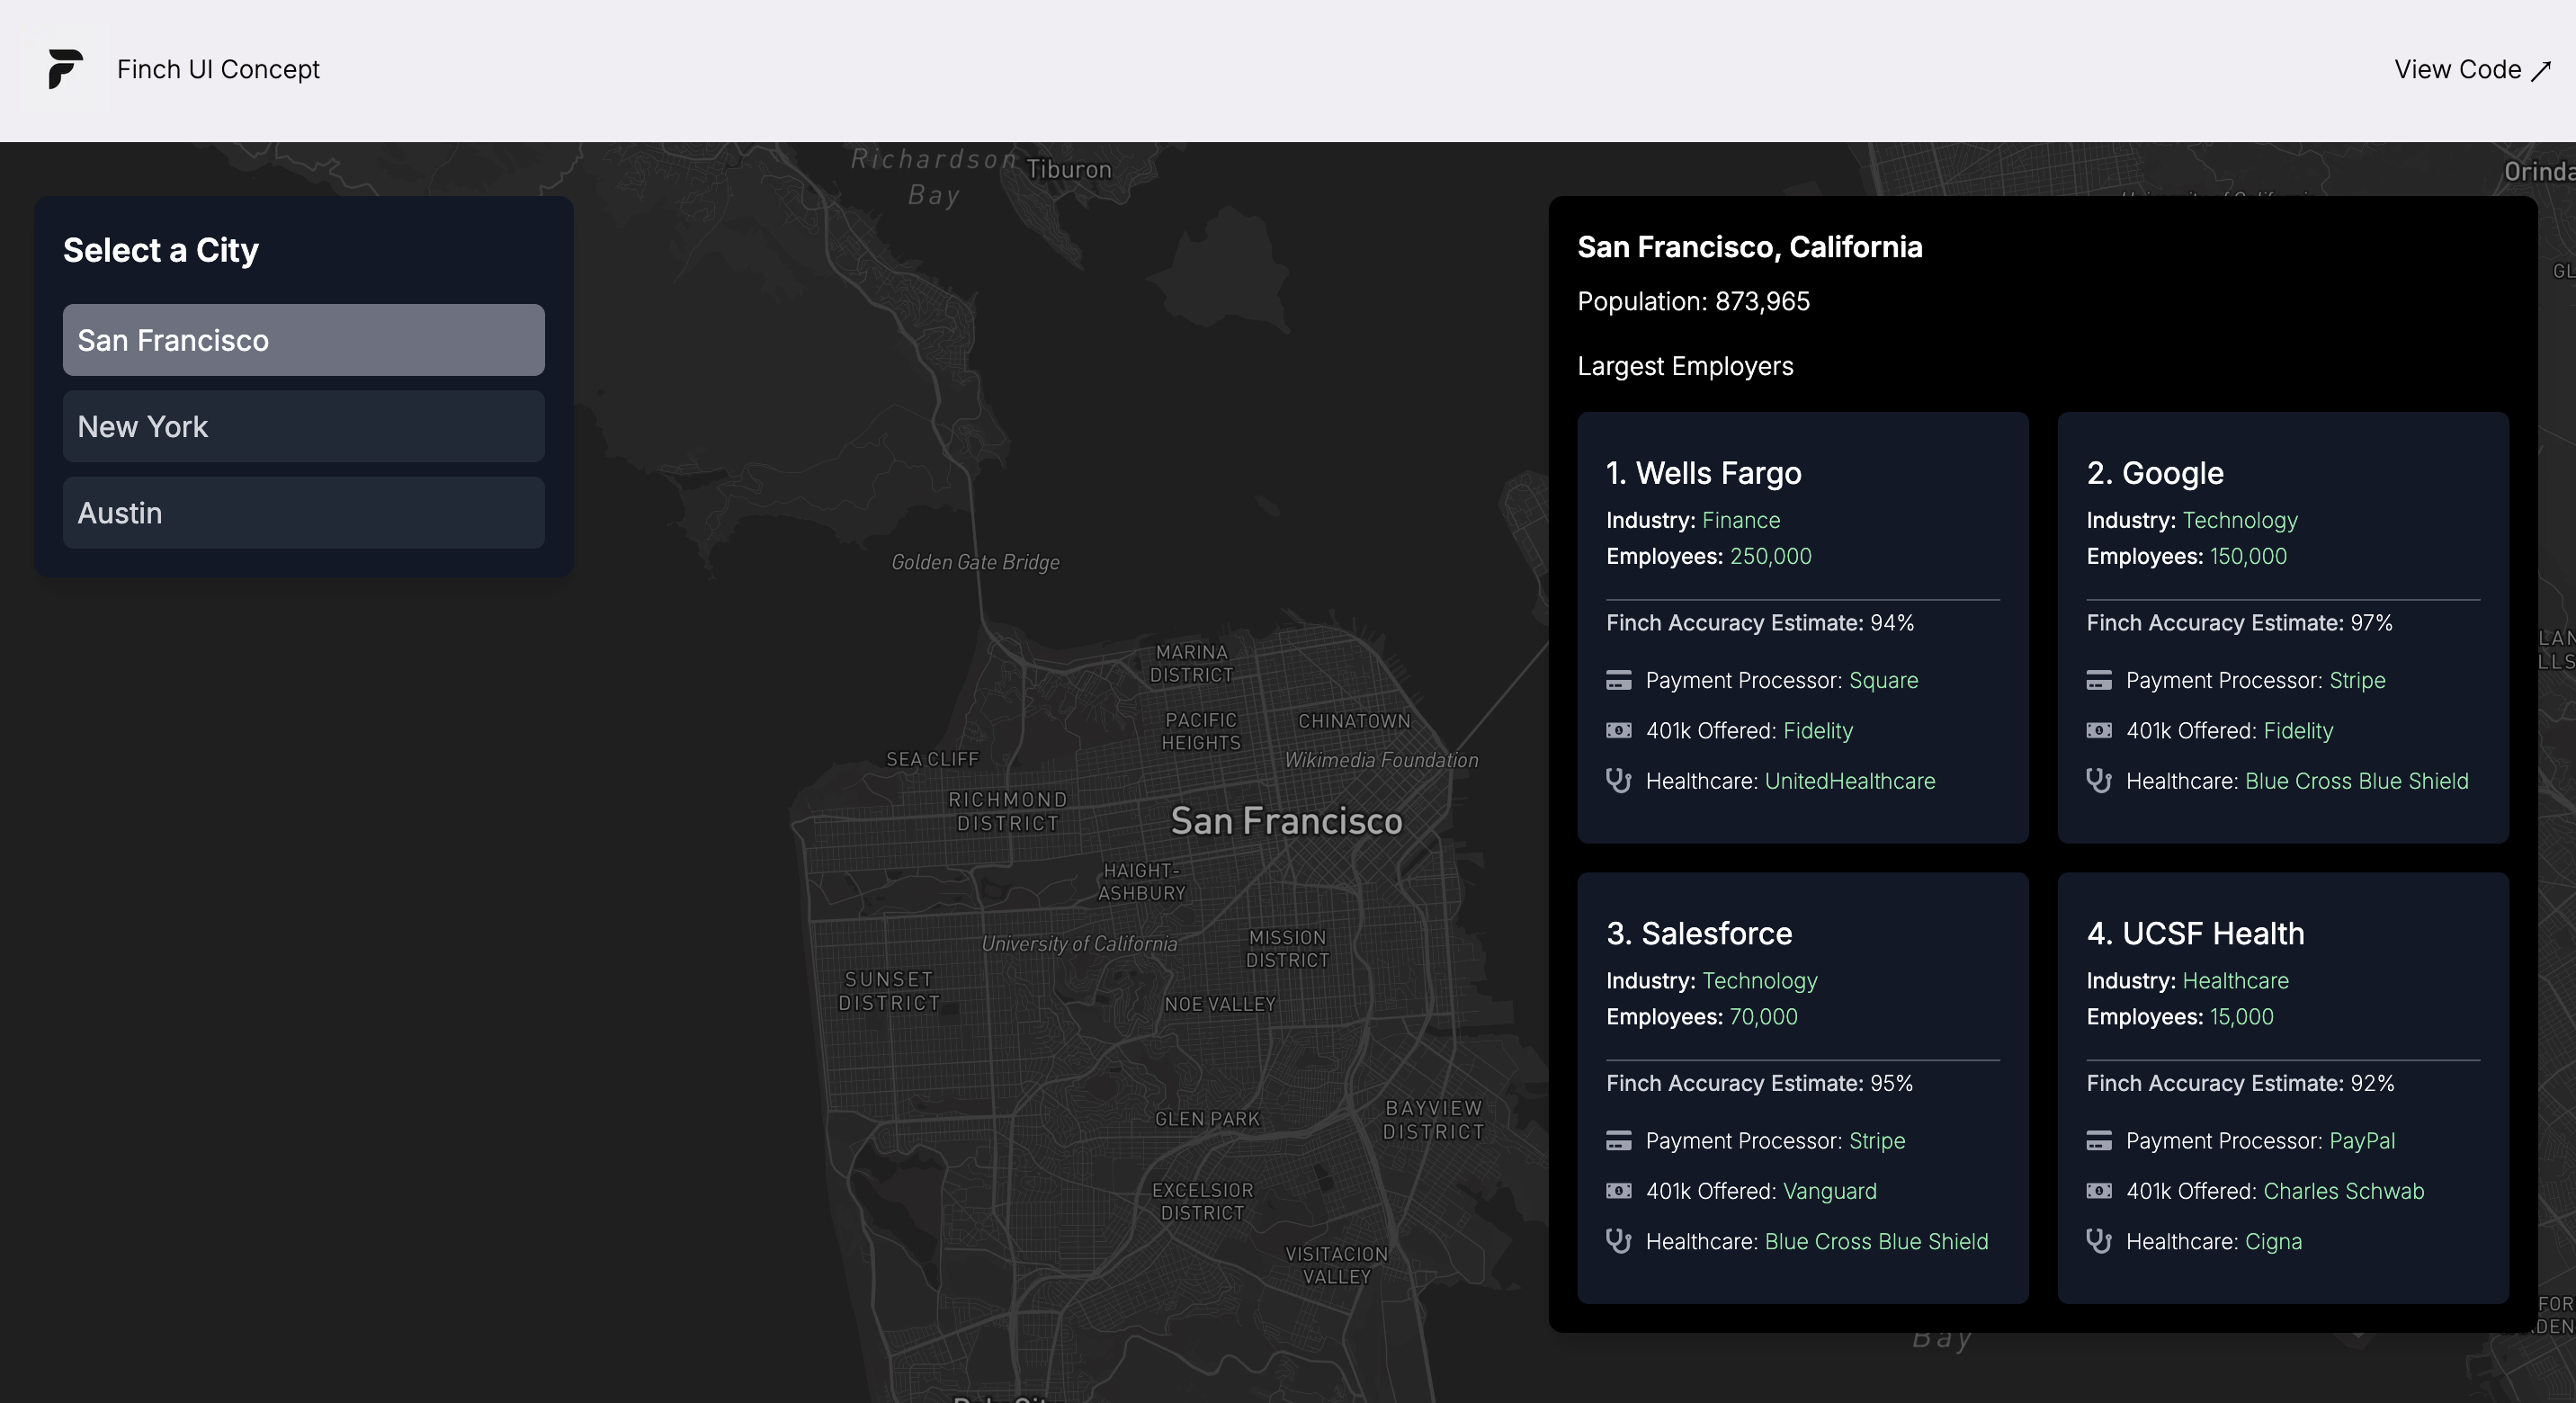 Finch UI Concept
View Code ↗
Select a City
San Francisco
New York
Austin
Richardson
Bay
Tiburon
Golden Gate Bridge
MARINA
DISTRICT
PACIFIC
HEIGHTS
CHINATOWN
SEA CLIFF
Wikimedia Foundation
RICHMOND
DISTRICT
San Francisco
HAIGHT-
ASHBURY
University of California
MISSION
DISTRICT
SUNSET
DISTRICT
NOE VALLEY
GLEN PARK
BAYVIEW
DISTRICT
EXCELSIOR
DISTRICT
VISITACION
VALLEY
Orinda
San Francisco, California
Population: 873,965
Largest Employers
1. Wells Fargo
Industry: Finance
Employees: 250,000
Finch Accuracy Estimate: 94%
Payment Processor: Square
401k Offered: Fidelity
Healthcare: UnitedHealthcare
2. Google
Industry: Technology
Employees: 150,000
Finch Accuracy Estimate: 97%
Payment Processor: Stripe
401k Offered: Fidelity
Healthcare: Blue Cross Blue Shield
3. Salesforce
Industry: Technology
Employees: 70,000
Finch Accuracy Estimate: 95%
Payment Processor: Stripe
401k Offered: Vanguard
Healthcare: Blue Cross Blue Shield
4. UCSF Health
Industry: Healthcare
Employees: 15,000
Finch Accuracy Estimate: 92%
Payment Processor: PayPal
401k Offered: Charles Schwab
Healthcare: Cigna
Bay